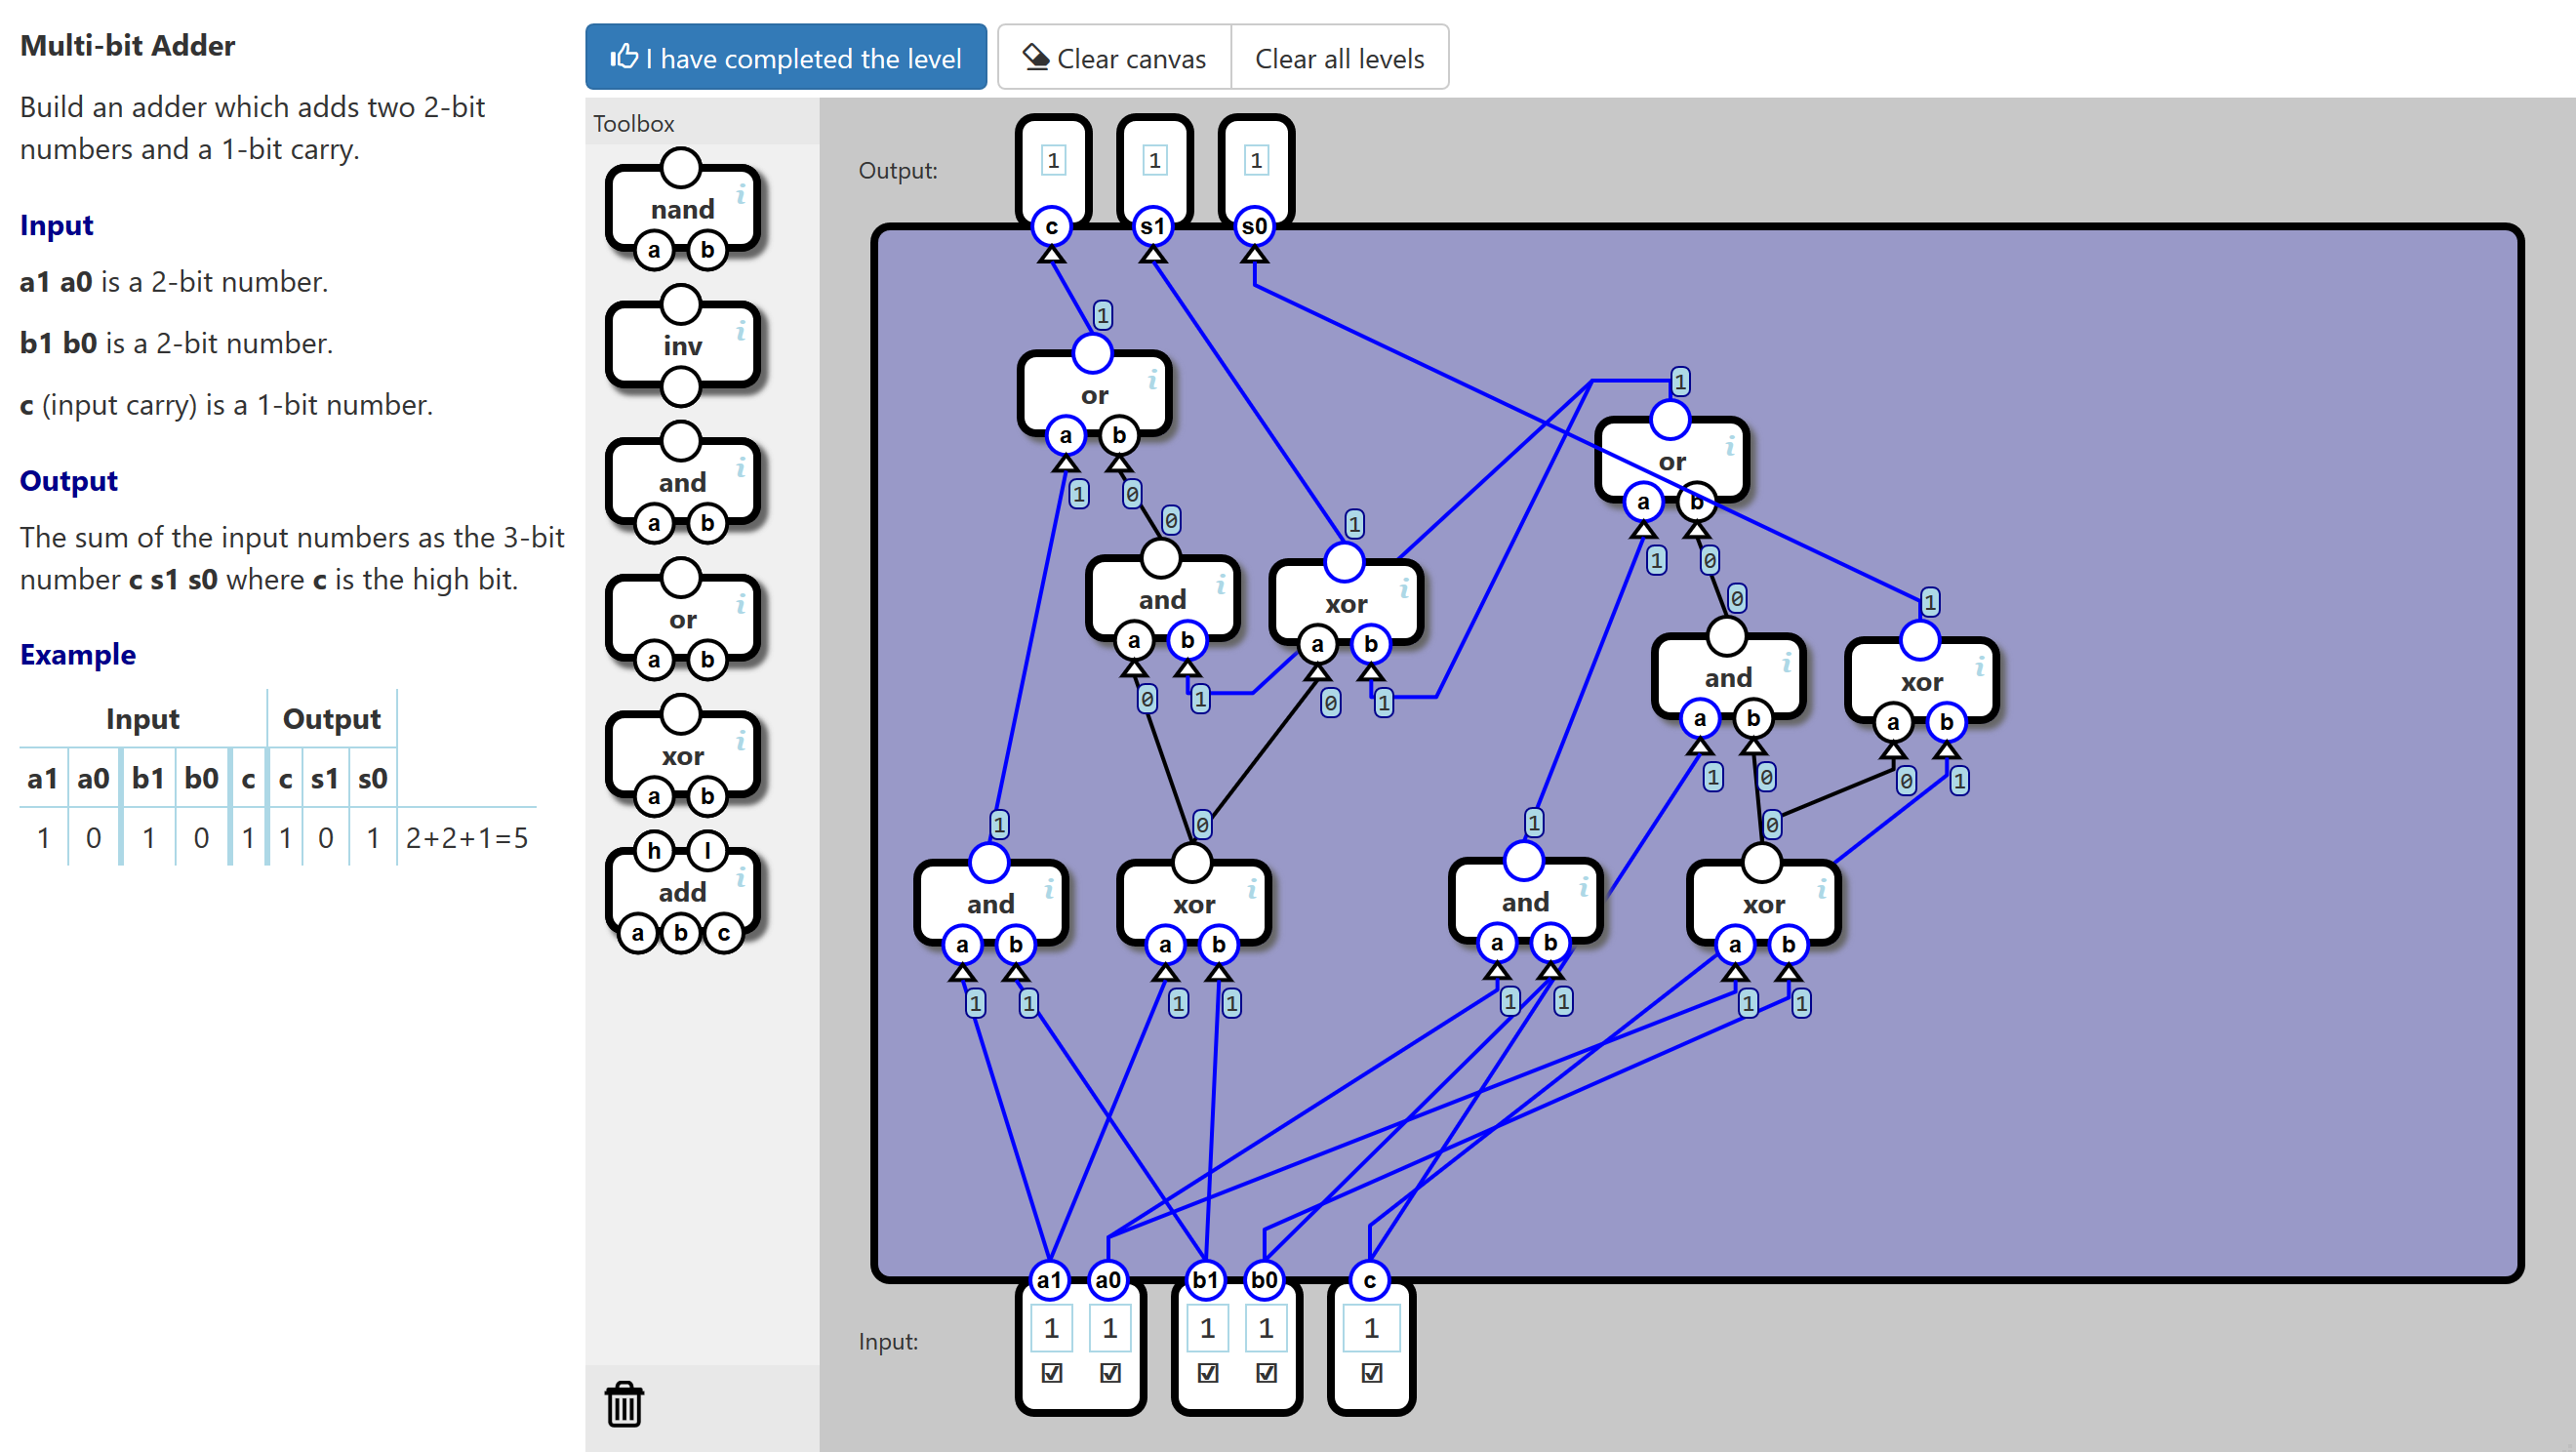 Multi-bit Adder
Build an adder which adds two 2-bit
numbers and a 1-bit carry.
Input
a1 a0 is a 2-bit number.
b1 b0 is a 2-bit number.
c (input carry) is a 1-bit number.
Output
The sum of the input numbers as the 3-bit
number c s1 s0 where c is the high bit.
Example
Input Output
a1 a0 b1 b0 c c s1 s0
1 0 1 0 1 1 0 1 2+2+1=5
I have completed the level
Clear canvas
Clear all levels
Toolbox
i
nand
a b
i
inv
i
and
a b
i
or
a b
i
xor
a b
h l
i
add
a b c
Output:
1 1 1
c s1 s0
1
i
or
a b
1 0
1
i
or
a b
1 0
0
i
and
a b
0 1
1
i
xor
a b
0 1
0
i
and
a b
1 0
1
i
xor
a b
0 1
1
i
and
a b
1 1
0
i
xor
a b
1 1
1
i
and
a b
1 1
0
i
xor
a b
1 1
a1 a0 b1 b0 c
Input:
1 1 1 1 1